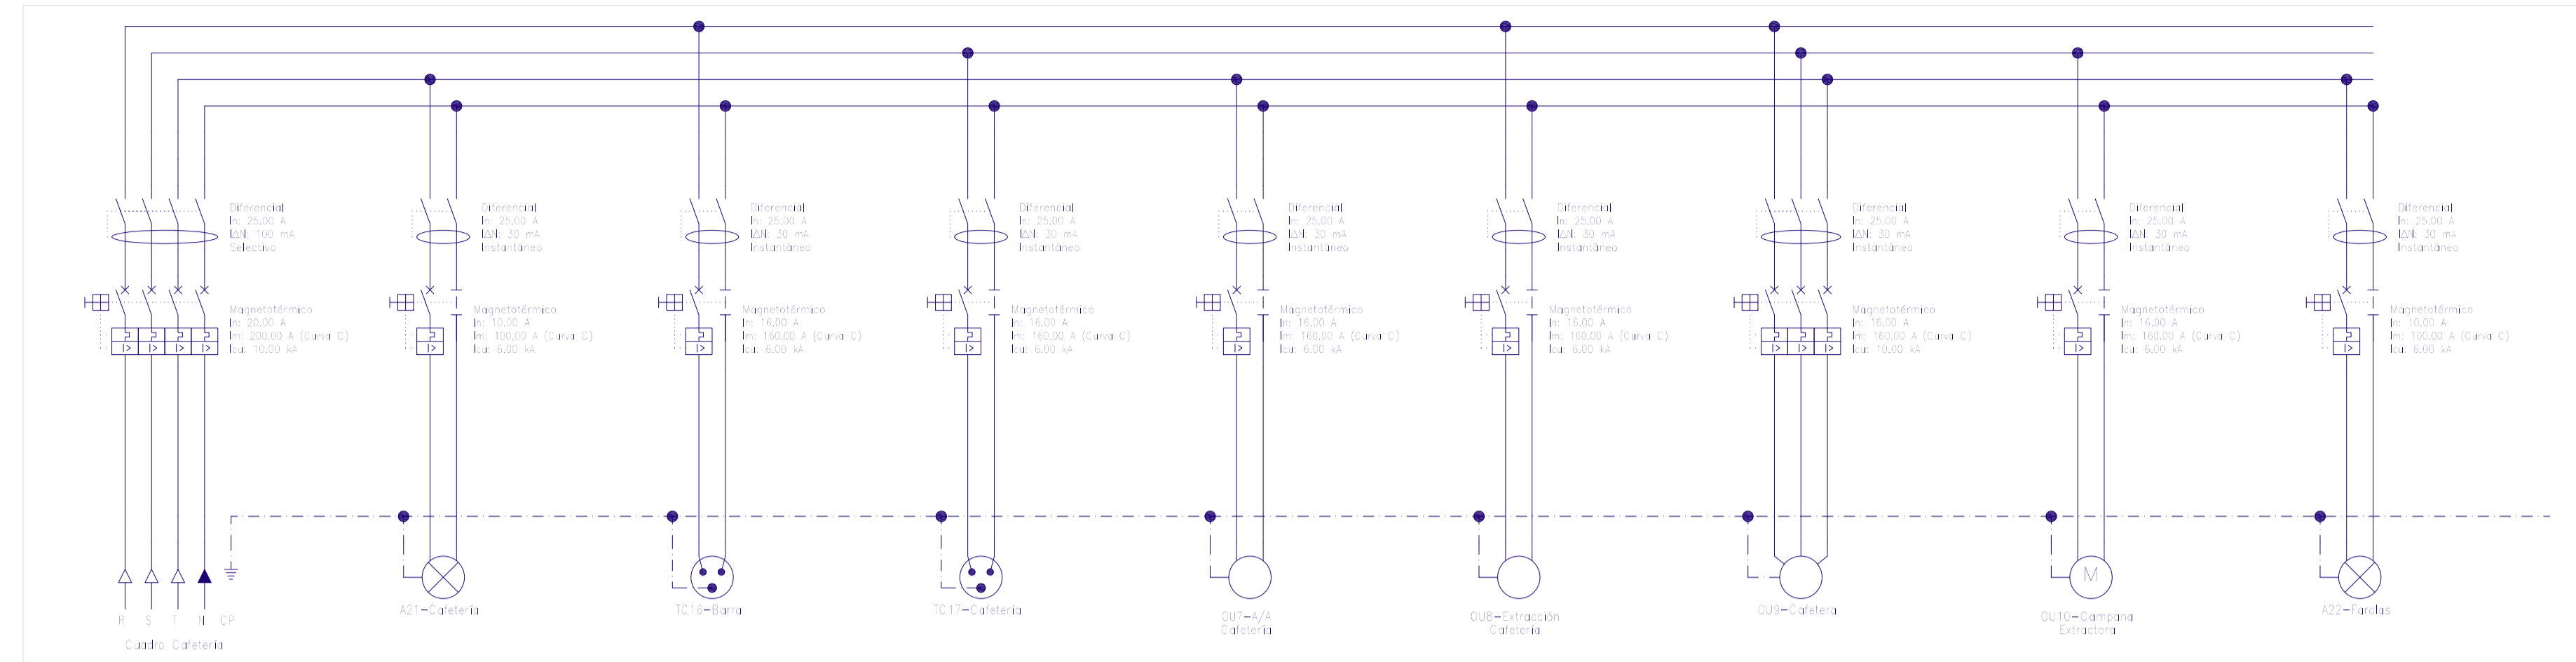 Diferencial
In: 25.00 A
IΔN: 100 mA
Selectivo
Diferencial
In: 25.00 A
IΔN: 30 mA
Instantáneo
Diferencial
In: 25.00 A
IΔN: 30 mA
Instantáneo
Diferencial
In: 25.00 A
IΔN: 30 mA
Instantáneo
Diferencial
In: 25.00 A
IΔN: 30 mA
Instantáneo
Diferencial
In: 25.00 A
IΔN: 30 mA
Instantáneo
Diferencial
In: 25.00 A
IΔN: 30 mA
Instantáneo
Diferencial
In: 25.00 A
IΔN: 30 mA
Instantáneo
Diferencial
In: 25.00 A
IΔN: 30 mA
Instantáneo
Magnetotérmico
In: 20.00 A
Im: 200.00 A (Curva C)
Icu: 10.00 kA
Magnetotérmico
In: 10.00 A
Im: 100.00 A (Curva C)
Icu: 6.00 kA
Magnetotérmico
In: 16.00 A
Im: 160.00 A (Curva C)
Icu: 6.00 kA
Magnetotérmico
In: 16.00 A
Im: 160.00 A (Curva C)
Icu: 6.00 kA
Magnetotérmico
In: 16.00 A
Im: 160.00 A (Curva C)
Icu: 6.00 kA
Magnetotérmico
In: 16.00 A
Im: 160.00 A (Curva C)
Icu: 6.00 kA
Magnetotérmico
In: 16.00 A
Im: 160.00 A (Curva C)
Icu: 10.00 kA
Magnetotérmico
In: 16.00 A
Im: 160.00 A (Curva C)
Icu: 6.00 kA
Magnetotérmico
In: 10.00 A
Im: 100.00 A (Curva C)
Icu: 6.00 kA
I> I> I> I>
I>
I>
I>
I>
I>
I> I> I>
I>
I>
R S T N CP
Cuadro Cafetería
A21-Cafetería
TC16-Barra
TC17-Cafetería
OU7-A/A
Cafetería
OU8-Extracción
Cafetería
OU9-Cafetera
M
OU10-Campana
Extractora
A22-Farolas